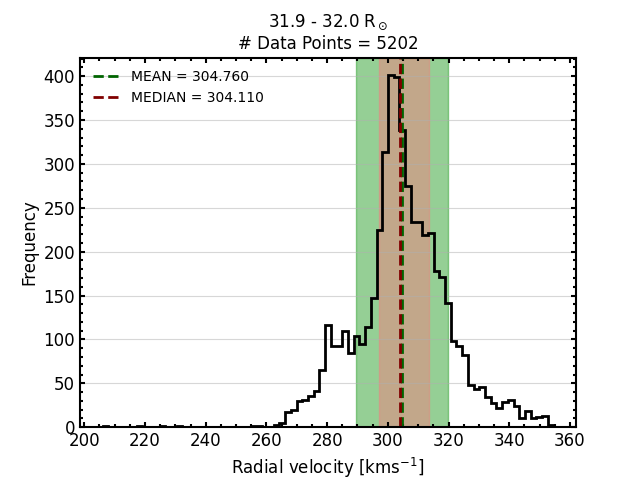 31.9 - 32.0 R⊙
# Data Points = 5202
MEAN = 304.760
MEDIAN = 304.110
Frequency
400
350
300
250
200
150
100
50
0
200 220 240 260 280 300 320 340 360
Radial velocity [kms⁻¹]